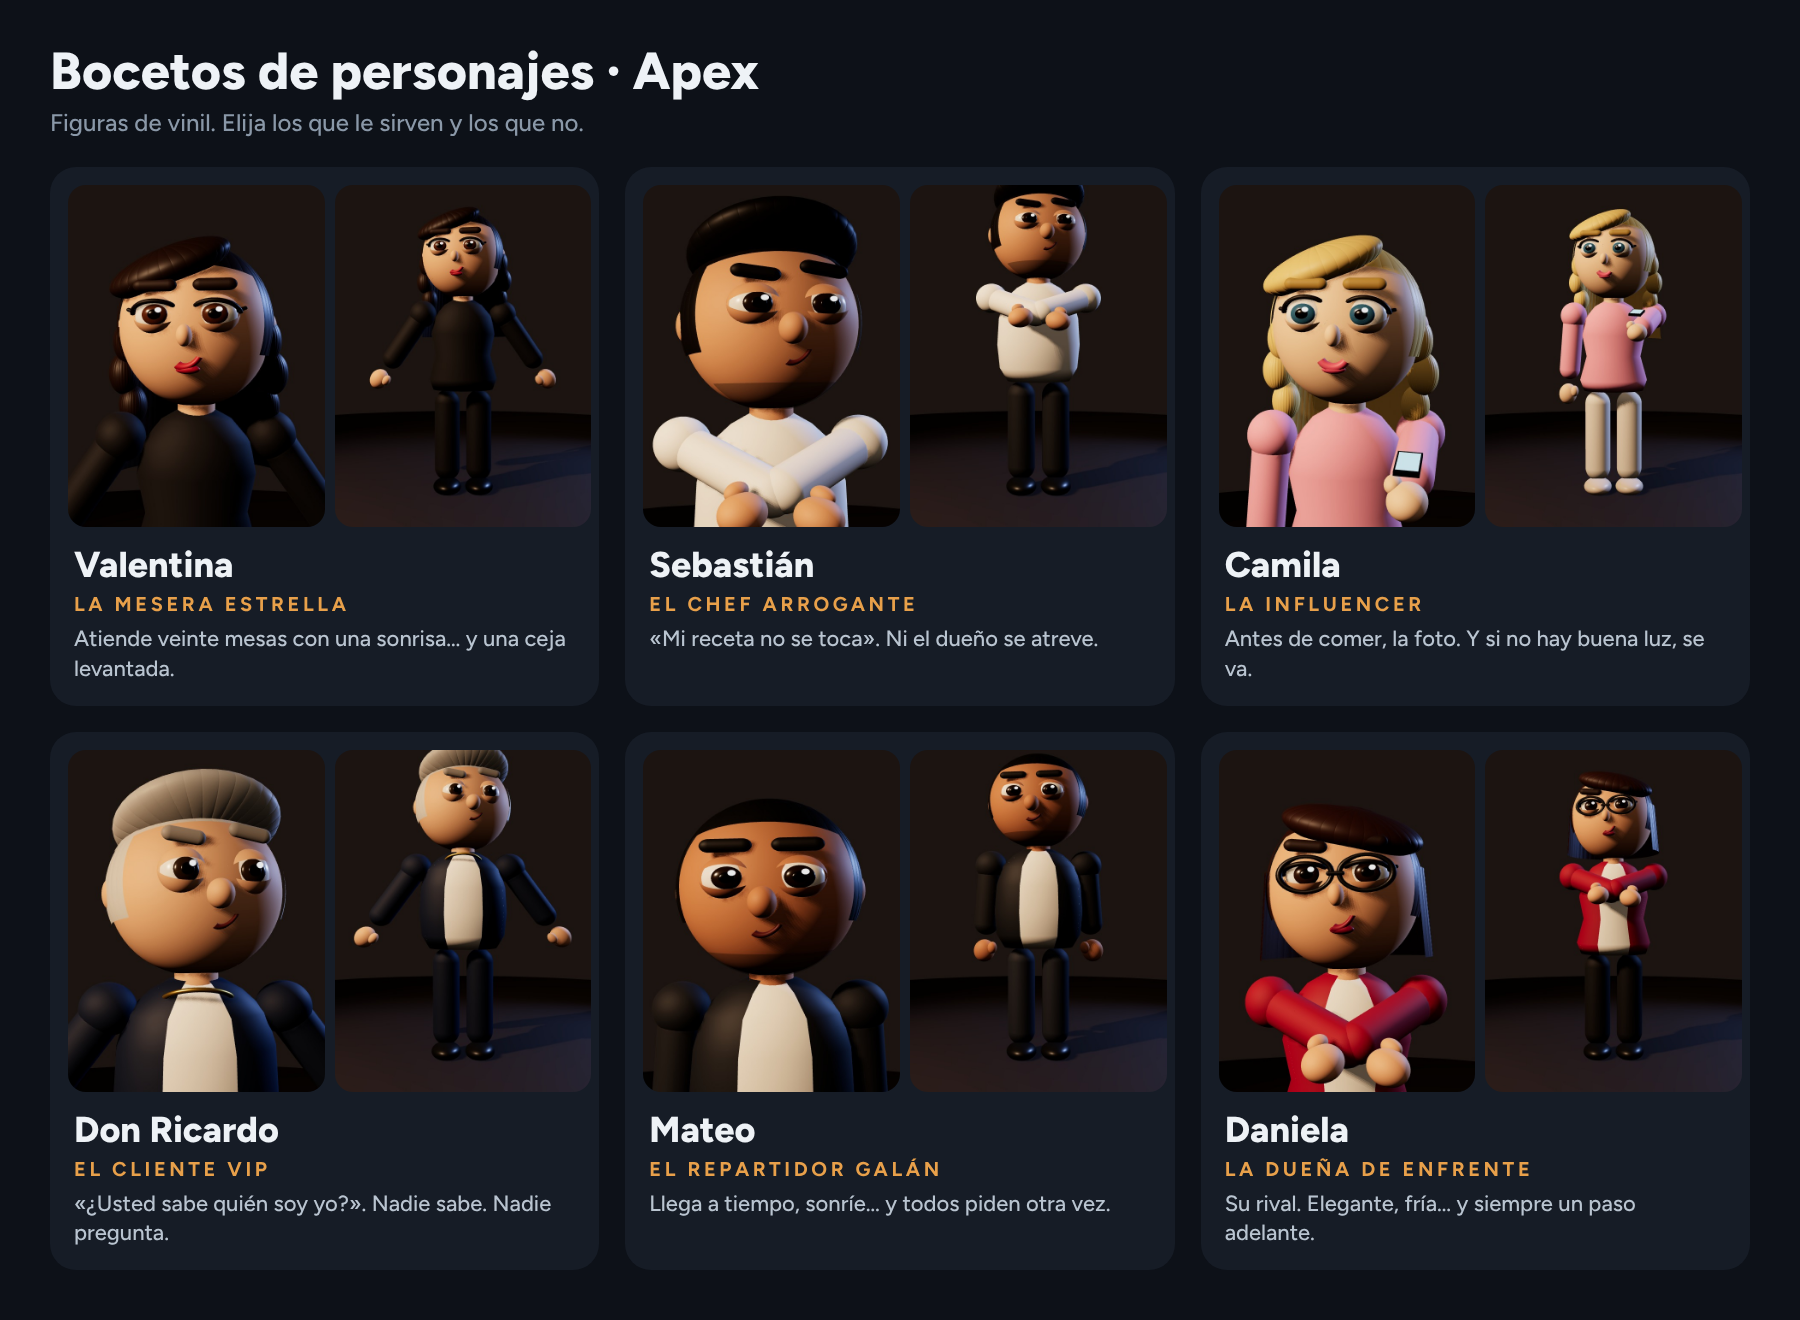 Bocetos de personajes · Apex
Figuras de vinil. Elija los que le sirven y los que no.
Valentina
LA MESERA ESTRELLA
Atiende veinte mesas con una sonrisa... y una ceja
levantada.
Sebastián
EL CHEF ARROGANTE
«Mi receta no se toca». Ni el dueño se atreve.
Camila
LA INFLUENCER
Antes de comer, la foto. Y si no hay buena luz, se
va.
Don Ricardo
EL CLIENTE VIP
«¿Usted sabe quién soy yo?». Nadie sabe. Nadie
pregunta.
Mateo
EL REPARTIDOR GALÁN
Llega a tiempo, sonríe... y todos piden otra vez.
Daniela
LA DUEÑA DE ENFRENTE
Su rival. Elegante, fría... y siempre un paso
adelante.